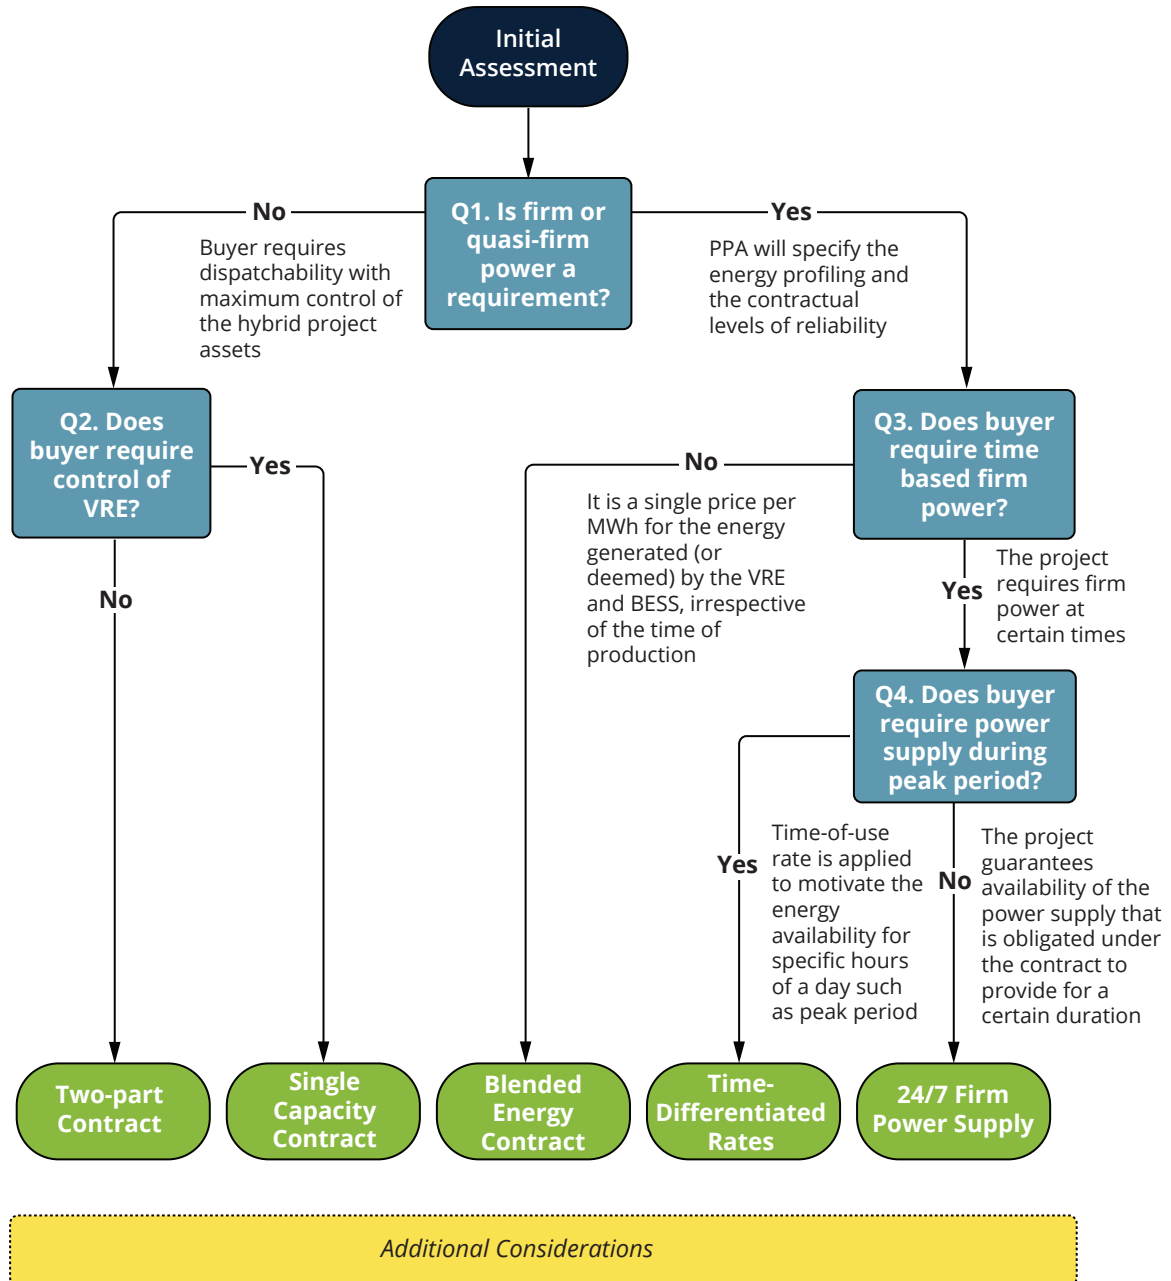 Initial
Assessment
Q1. Is firm or
quasi-firm
power a
requirement?
No
Buyer requires
dispatchability with
maximum control of
the hybrid project
assets
Yes
PPA will specify the
energy profiling and
the contractual
levels of reliability
Q2. Does
buyer require
control of
VRE?
Yes
No
Q3. Does buyer
require time
based firm
power?
No
It is a single price per
MWh for the energy
generated (or
deemed) by the VRE
and BESS, irrespective
of the time of
production
Yes
The project
requires firm
power at
certain times
Q4. Does buyer
require power
supply during
peak period?
Yes
Time-of-use
rate is applied
to motivate the
energy
availability for
specific hours
of a day such
as peak period
No
The project
guarantees
availability of the
power supply that
is obligated under
the contract to
provide for a
certain duration
Two-part
Contract
Single
Capacity
Contract
Blended
Energy
Contract
Time-
Differentiated
Rates
24/7 Firm
Power Supply
Additional Considerations